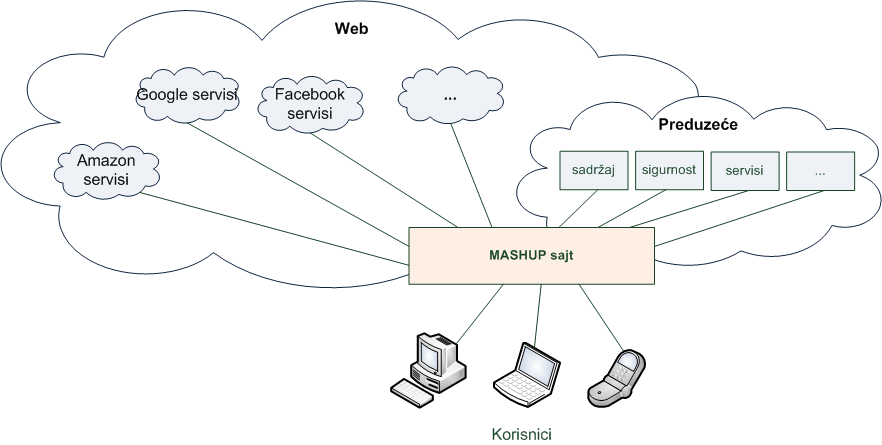 Web
Google servisi
Facebook
servisi
...
Amazon
servisi
Preduzeće
sadržaj
sigurnost
servisi
...
MASHUP sajt
Korisnici